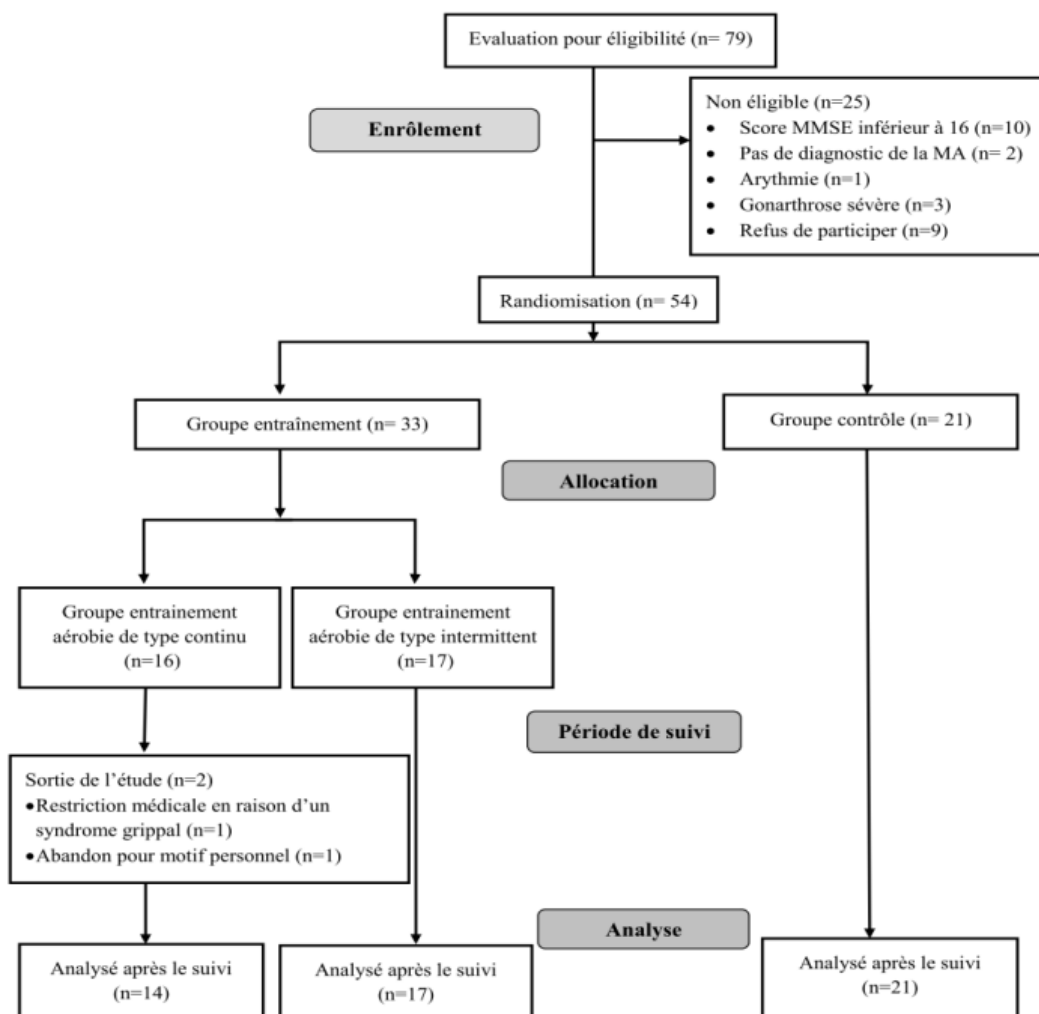 Evaluation pour éligibilité (n= 79)
Non éligible (n=25)
• Score MMSE inférieur à 16 (n=10)
• Pas de diagnostic de la MA (n= 2)
• Arythmie (n=1)
• Gonarthrose sévère (n=3)
• Refus de participer (n=9)
Enrôlement
Randiomisation (n= 54)
Groupe entraînement (n= 33)
Groupe contrôle (n= 21)
Allocation
Groupe entrainement
aérobie de type continu
(n=16)
Groupe entrainement
aérobie de type intermittent
(n=17)
Période de suivi
Sortie de l’étude (n=2)
•Restriction médicale en raison d’un
syndrome grippal (n=1)
•Abandon pour motif personnel (n=1)
Analyse
Analysé après le suivi
(n=14)
Analysé après le suivi
(n=17)
Analysé après le suivi
(n=21)